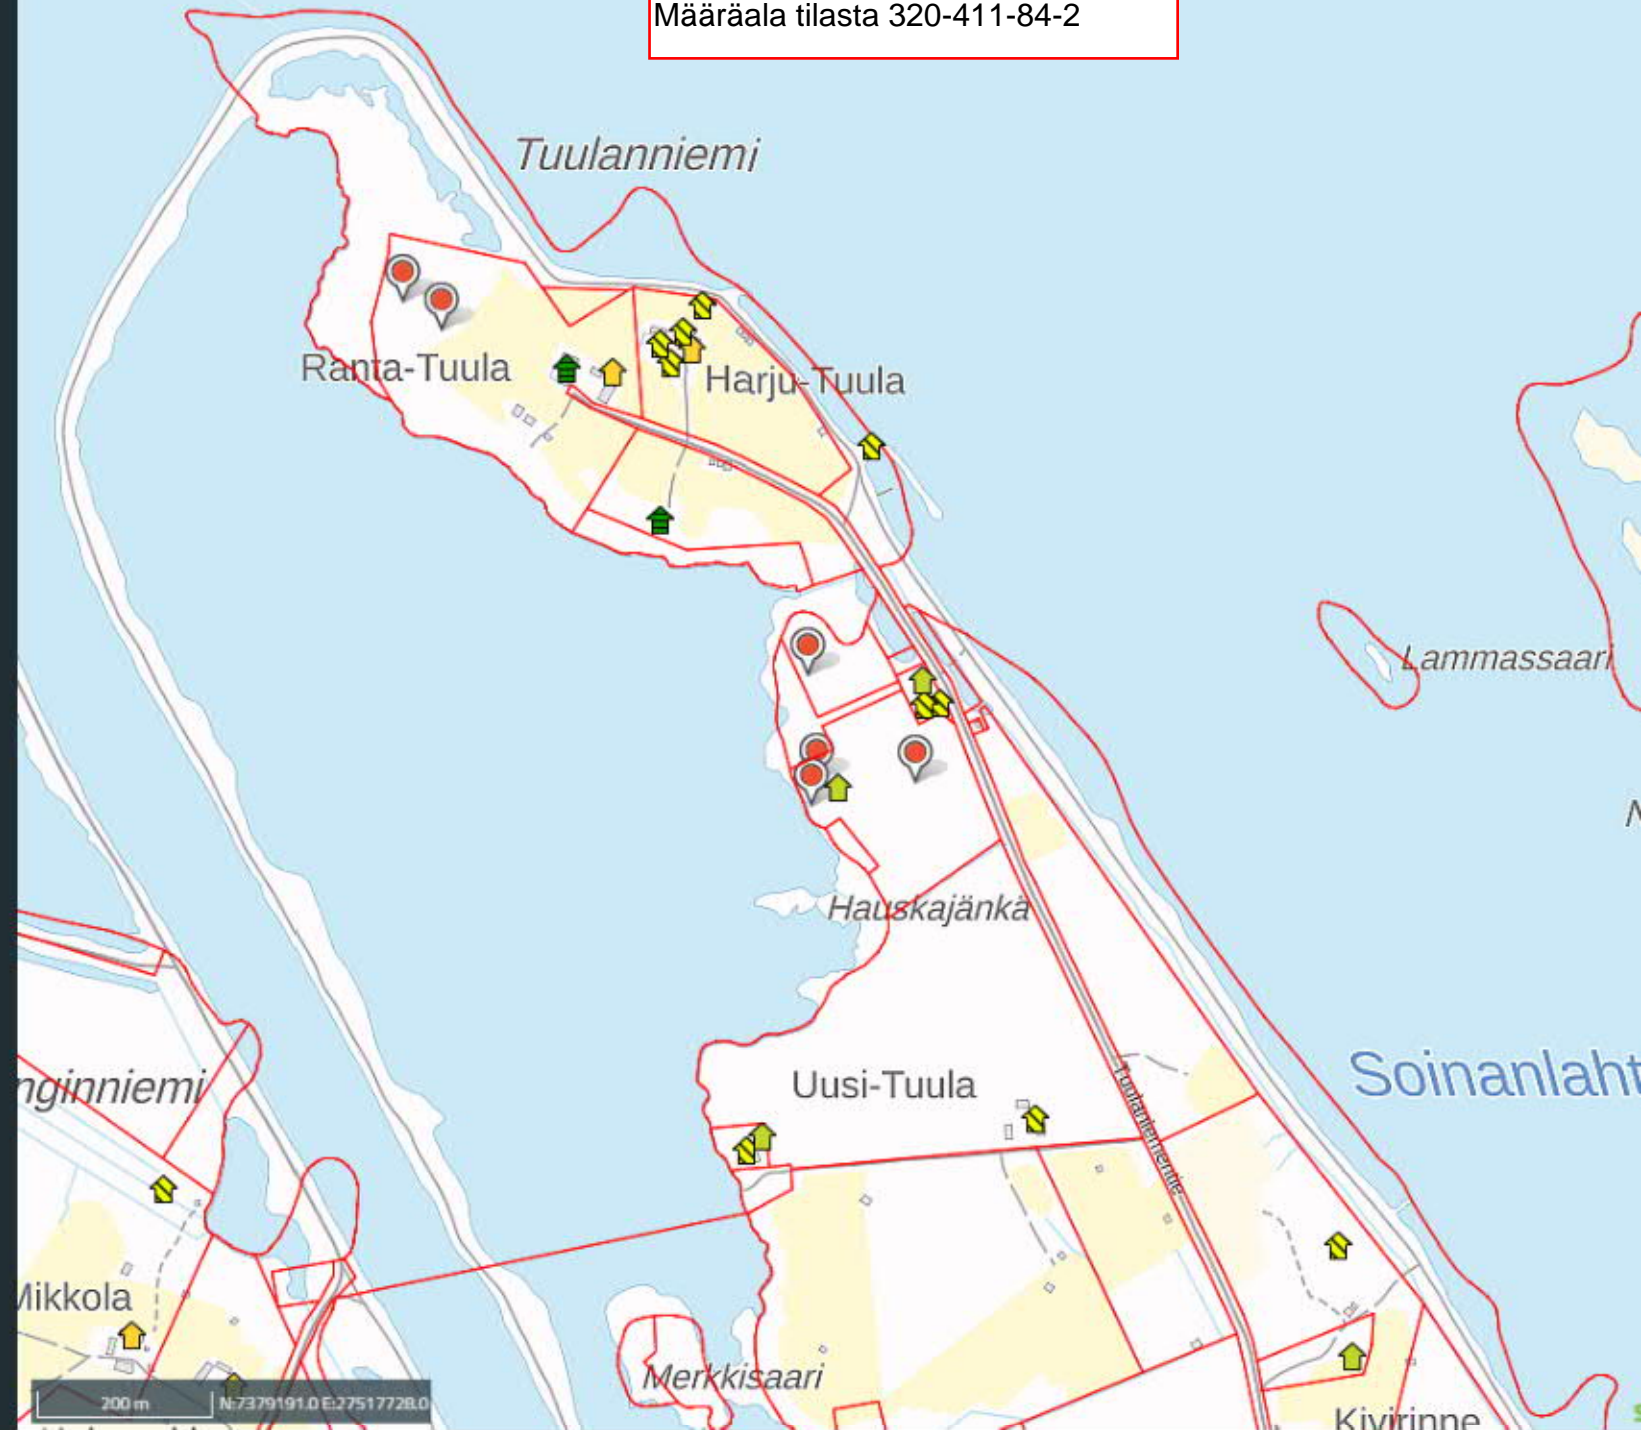 Määräala tilasta 320-411-84-2
Tuulanniemi
Ranta-Tuula
Harju-Tuula
Lammassaari
N
Hauskajänkä
Soinanlaht
Uusi-Tuula
nginniemi
Tuulaniementie
Mikkola
Merkkisaari
200 m
N:7379191.0 E:27517728.0
Kivirinne